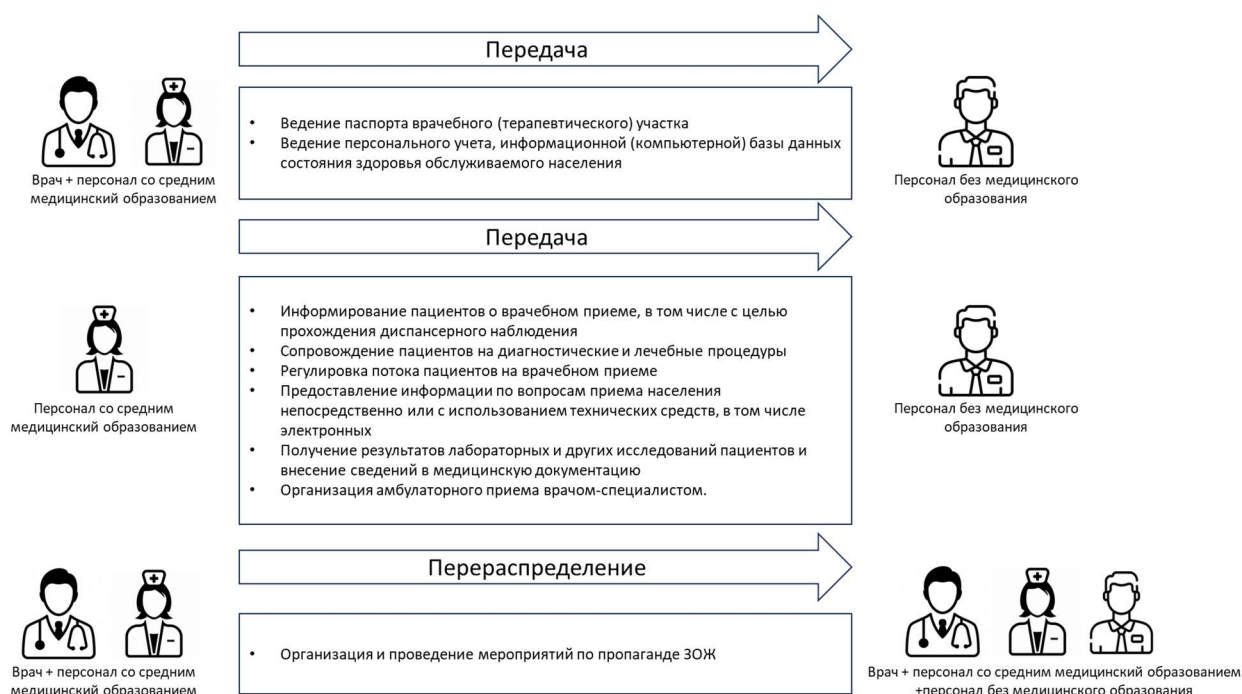 Передача
• Ведение паспорта врачебного (терапевтического) участка
• Ведение персонального учета, информационной (компьютерной) базы данных
состояния здоровья обслуживаемого населения
Врач + персонал со средним
медицинский образованием
Персонал без медицинского
образования
Передача
• Информирование пациентов о врачебном приеме, в том числе с целью
прохождения диспансерного наблюдения
• Сопровождение пациентов на диагностические и лечебные процедуры
• Регулировка потока пациентов на врачебном приеме
• Предоставление информации по вопросам приема населения
непосредственно или с использованием технических средств, в том числе
электронных
• Получение результатов лабораторных и других исследований пациентов и
внесение сведений в медицинскую документацию
• Организация амбулаторного приема врачом-специалистом.
Персонал со средним
медицинский образованием
Персонал без медицинского
образования
Перераспределение
• Организация и проведение мероприятий по пропаганде ЗОЖ
Врач + персонал со средним
медицинский образованием
Врач + персонал со средним медицинский образованием
+персонал без медицинского образования